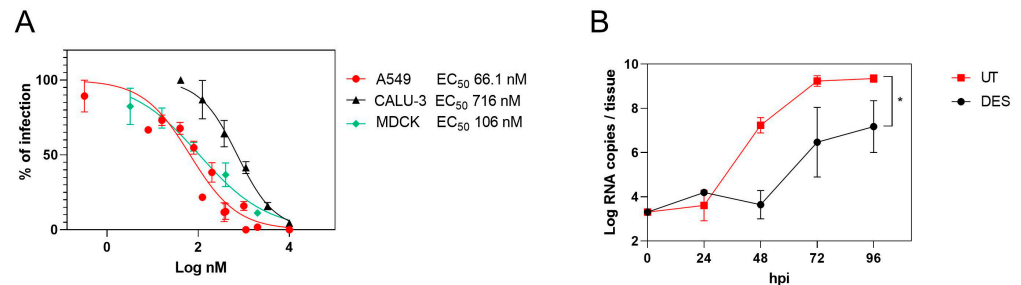 A
% of infection
100
50
0
0
2
4
Log nM
A549 EC50 66.1 nM
CALU-3 EC50 716 nM
MDCK EC50 106 nM
B
Log RNA copies / tissue
10
8
6
4
2
0
24
48
72
96
hpi
*
UT
DES